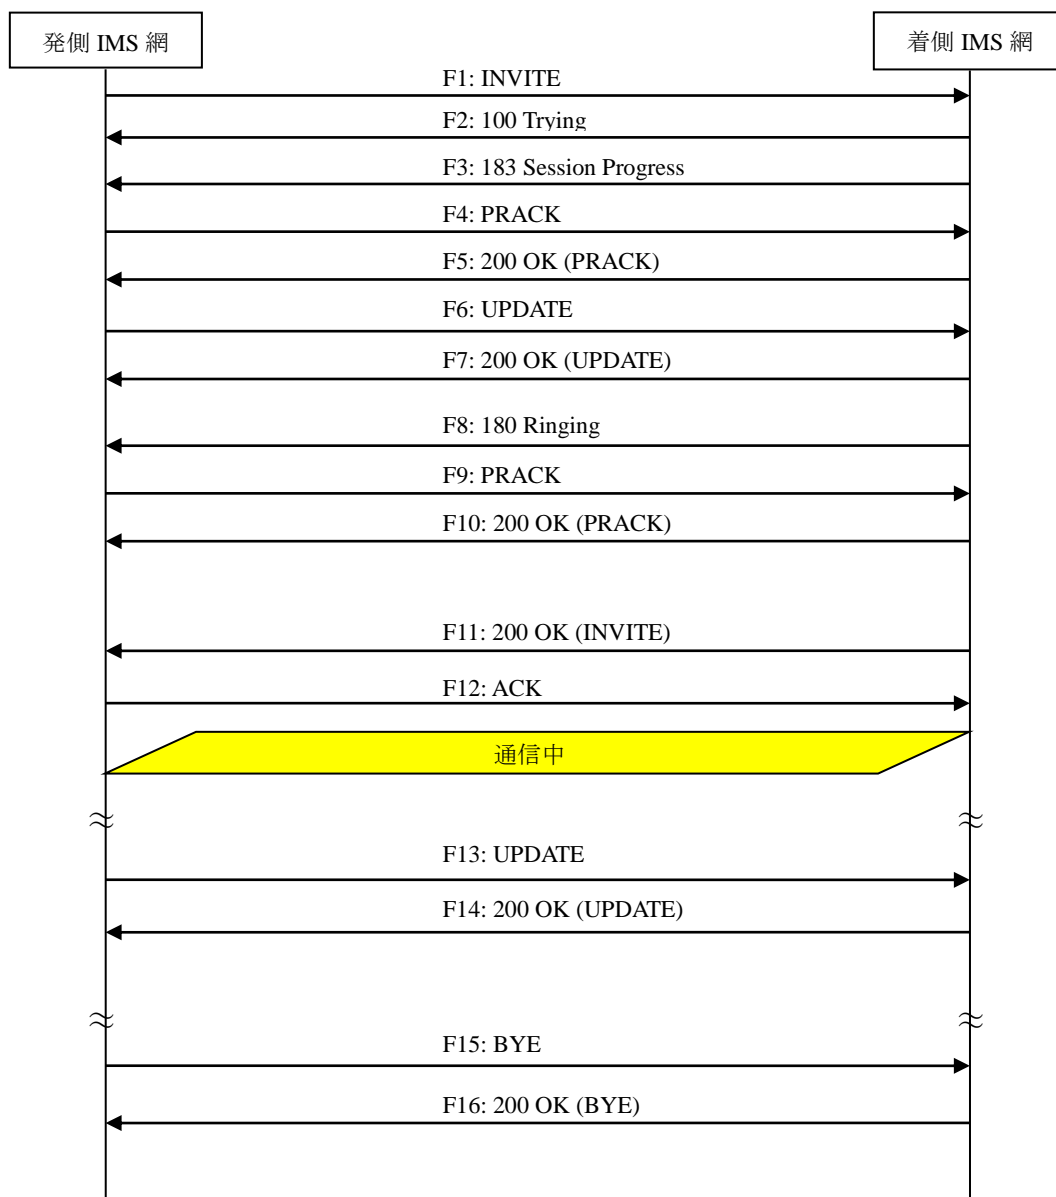 発側 IMS 網
着側 IMS 網
F1: INVITE
F2: 100 Trying
F3: 183 Session Progress
F4: PRACK
F5: 200 OK (PRACK)
F6: UPDATE
F7: 200 OK (UPDATE)
F8: 180 Ringing
F9: PRACK
F10: 200 OK (PRACK)
F11: 200 OK (INVITE)
F12: ACK
通信中
F13: UPDATE
F14: 200 OK (UPDATE)
F15: BYE
F16: 200 OK (BYE)